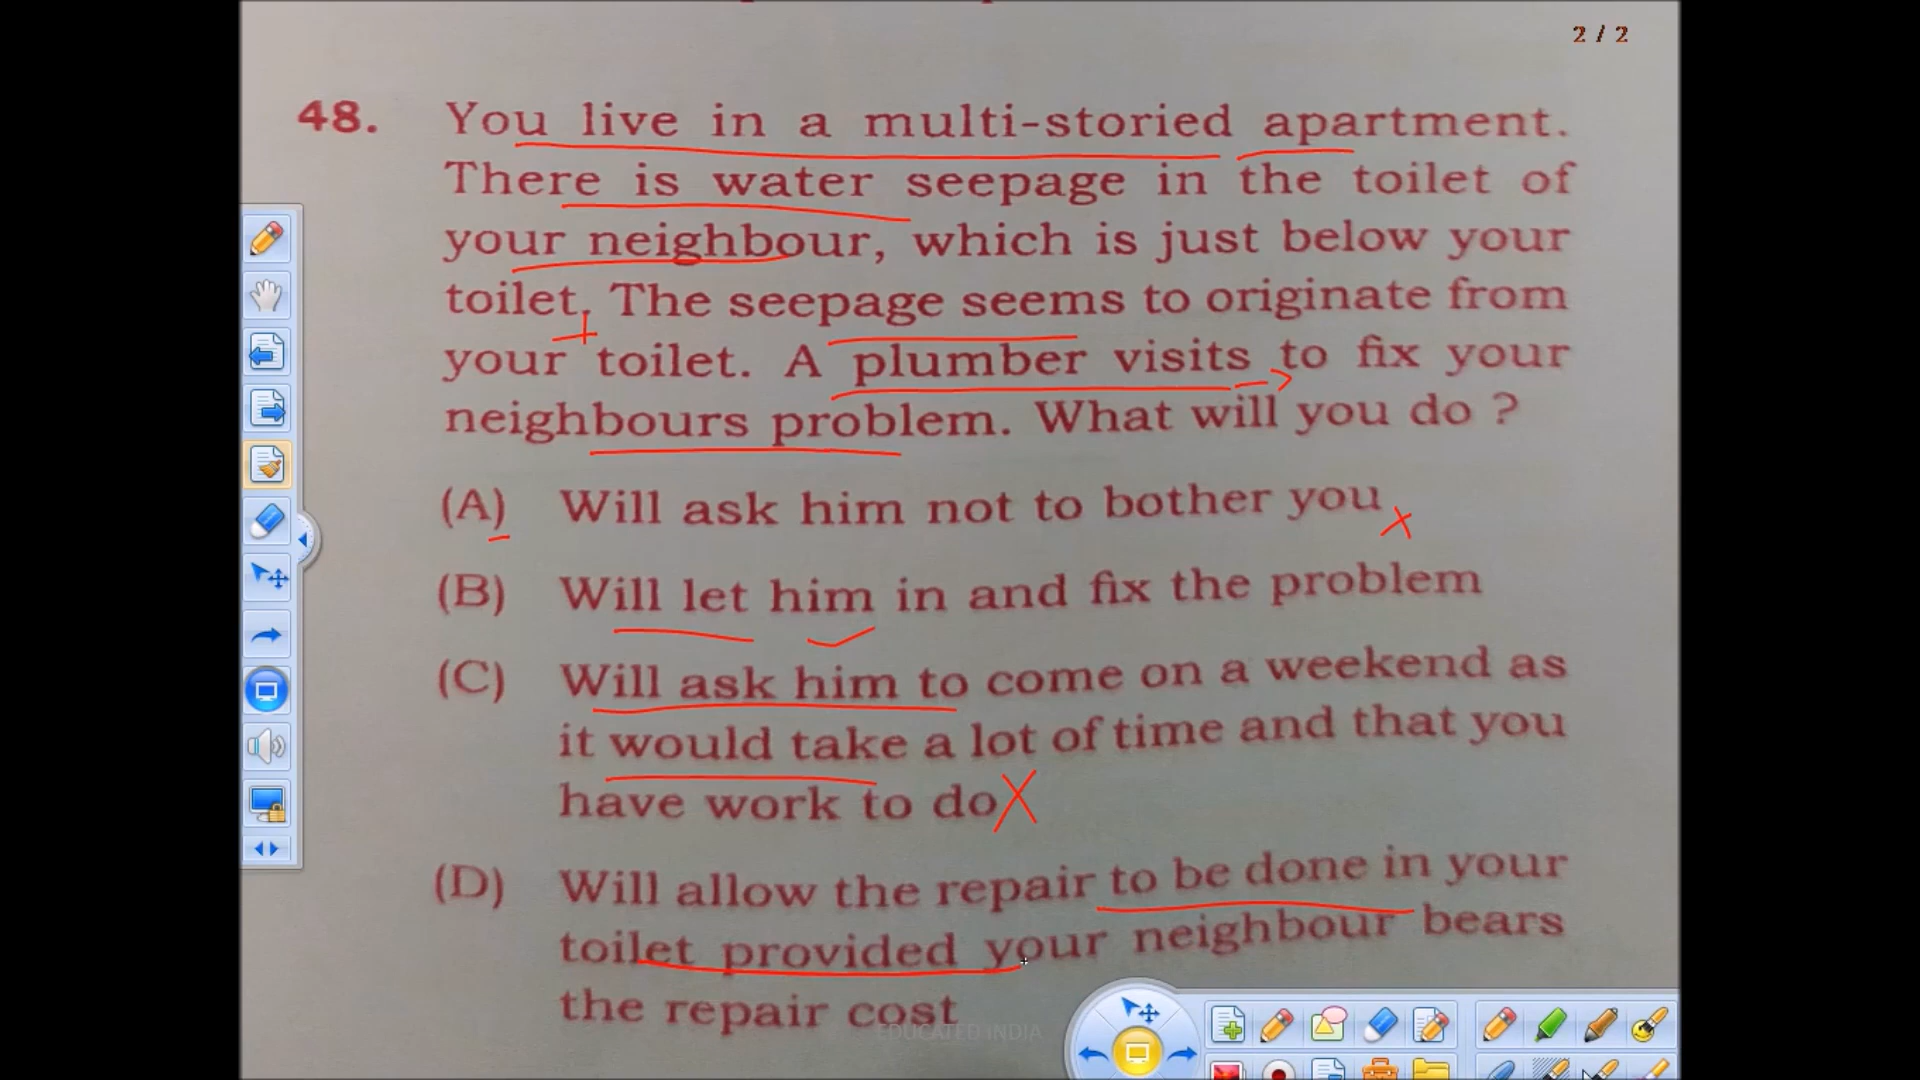 2 / 2
48. You live in a multi-storied apartment.
There is water seepage in the toilet of
your neighbour, which is just below your
toilet. The seepage seems to originate from
your toilet. A plumber visits to fix your
neighbours problem. What will you do ?
(A) Will ask him not to bother you
(B) Will let him in and fix the problem
(C) Will ask him to come on a weekend as
it would take a lot of time and that you
have work to do
(D) Will allow the repair to be done in your
toilet provided your neighbour bears
the repair cost
EDUCATED INDIA